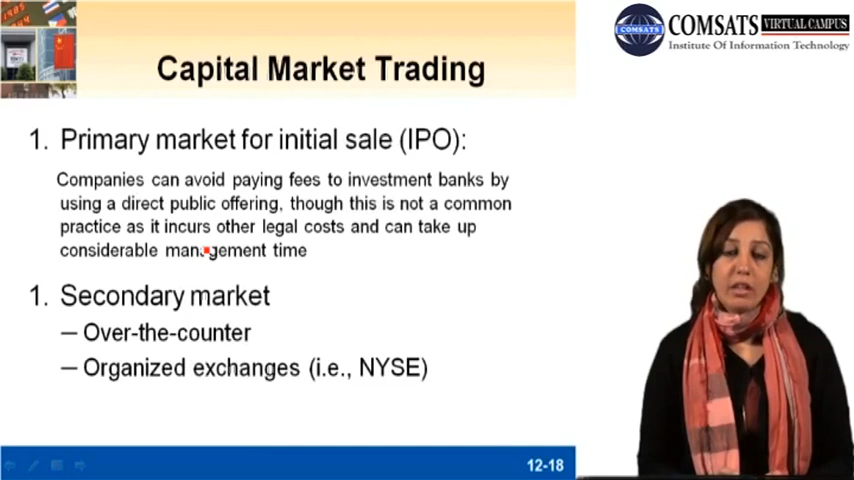 COMSATS VIRTUAL CAMPUS
Institute Of Information Technology
COMSATS
Capital Market Trading
1. Primary market for initial sale (IPO):
Companies can avoid paying fees to investment banks by
using a direct public offering, though this is not a common
practice as it incurs other legal costs and can take up
considerable management time
1. Secondary market
– Over-the-counter
– Organized exchanges (i.e., NYSE)
12-18